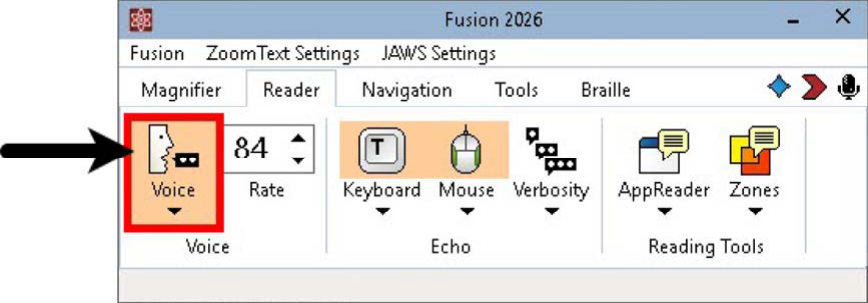 Fusion 2026
Fusion ZoomText Settings JAWS Settings
Magnifier Reader Navigation Tools Braille
84
T
Voice Rate Keyboard Mouse Verbosity AppReader Zones
Voice Echo Reading Tools